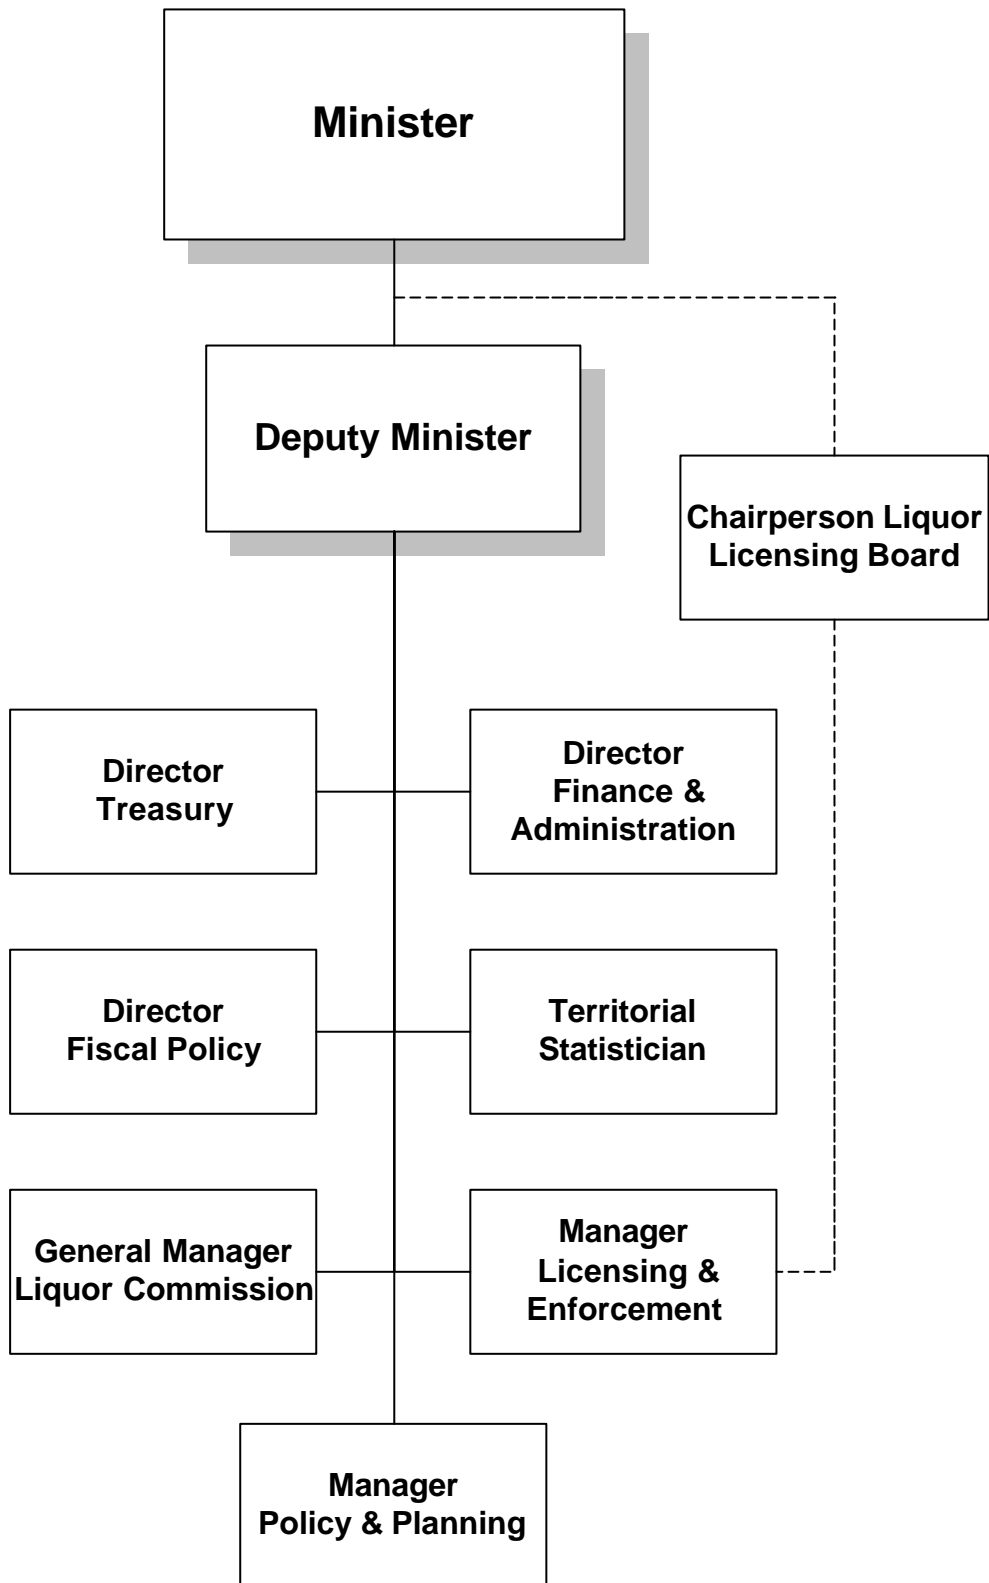 Minister
Deputy Minister
Chairperson Liquor
Licensing Board
Director
Treasury
Director
Finance &
Administration
Director
Fiscal Policy
Territorial
Statistician
General Manager
Liquor Commission
Manager
Licensing &
Enforcement
Manager
Policy & Planning